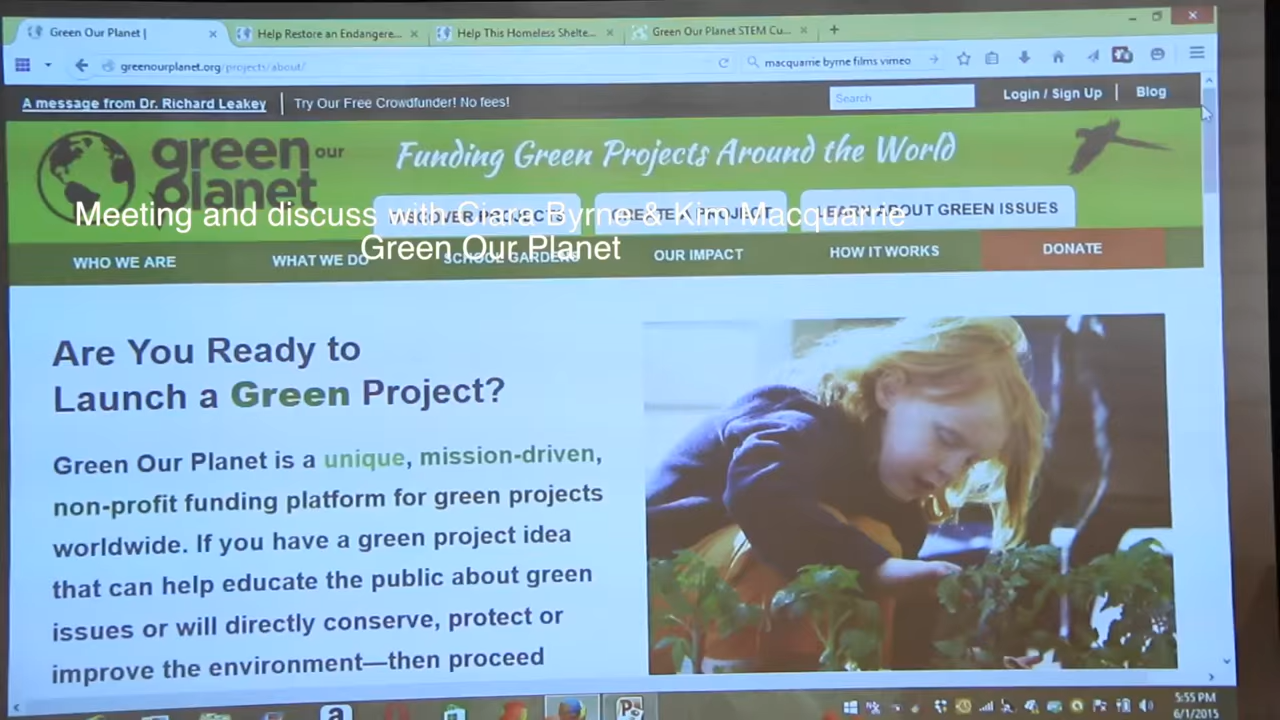 Green Our Planet |
Help Restore an Endangere...
Help This Homeless Shelte...
Green Our Planet STEM Cu...
greenourplanet.org/projects/about/
macquarrie byrne films vimeo
A message from Dr. Richard Leakey
Try Our Free Crowdfunder! No fees!
Search
Login / Sign Up
Blog
green our
planet
Funding Green Projects Around the World
DISCOVER PROJECTS
CREATE A PROJECT
LEARN ABOUT GREEN ISSUES
Meeting and discuss with Ciara Byrne & Kim Macquarrie
Green Our Planet
WHO WE ARE
WHAT WE DO
SCHOOL GARDENS
OUR IMPACT
HOW IT WORKS
DONATE
Are You Ready to
Launch a Green Project?
Green Our Planet is a unique, mission-driven,
non-profit funding platform for green projects
worldwide. If you have a green project idea
that can help educate the public about green
issues or will directly conserve, protect or
improve the environment—then proceed
5:55 PM
6/1/2015